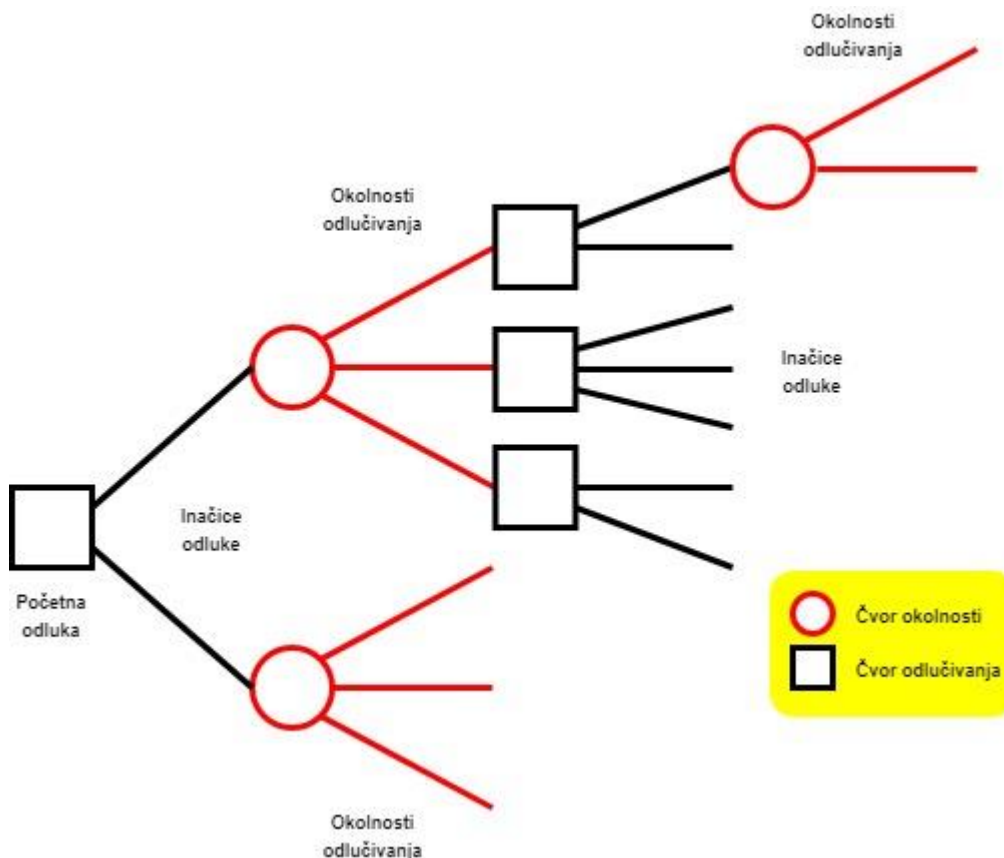 Okolnosti
odlučivanja
Okolnosti
odlučivanja
Inačice
odluke
Inačice
odluke
Početna
odluka
Čvor okolnosti
Čvor odlučivanja
Okolnosti
odlučivanja